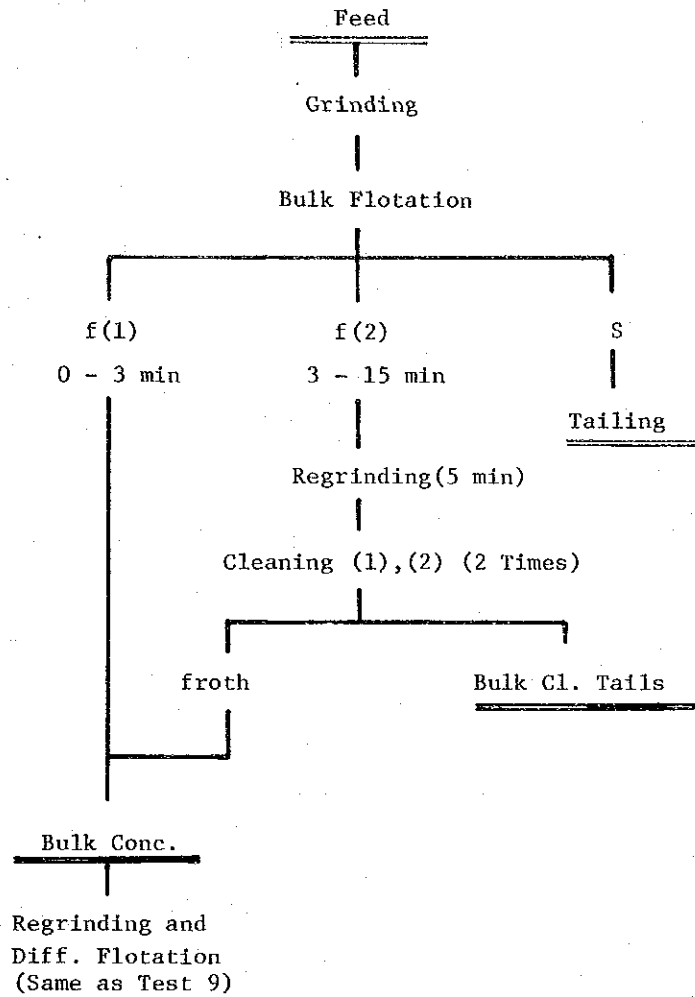 Feed
Grinding
Bulk Flotation
f(1) f(2) S
0 - 3 min 3 - 15 min
Tailing
Regrinding(5 min)
Cleaning (1),(2) (2 Times)
froth Bulk Cl. Tails
Bulk Conc.
Regrinding and
Diff. Flotation
(Same as Test 9)